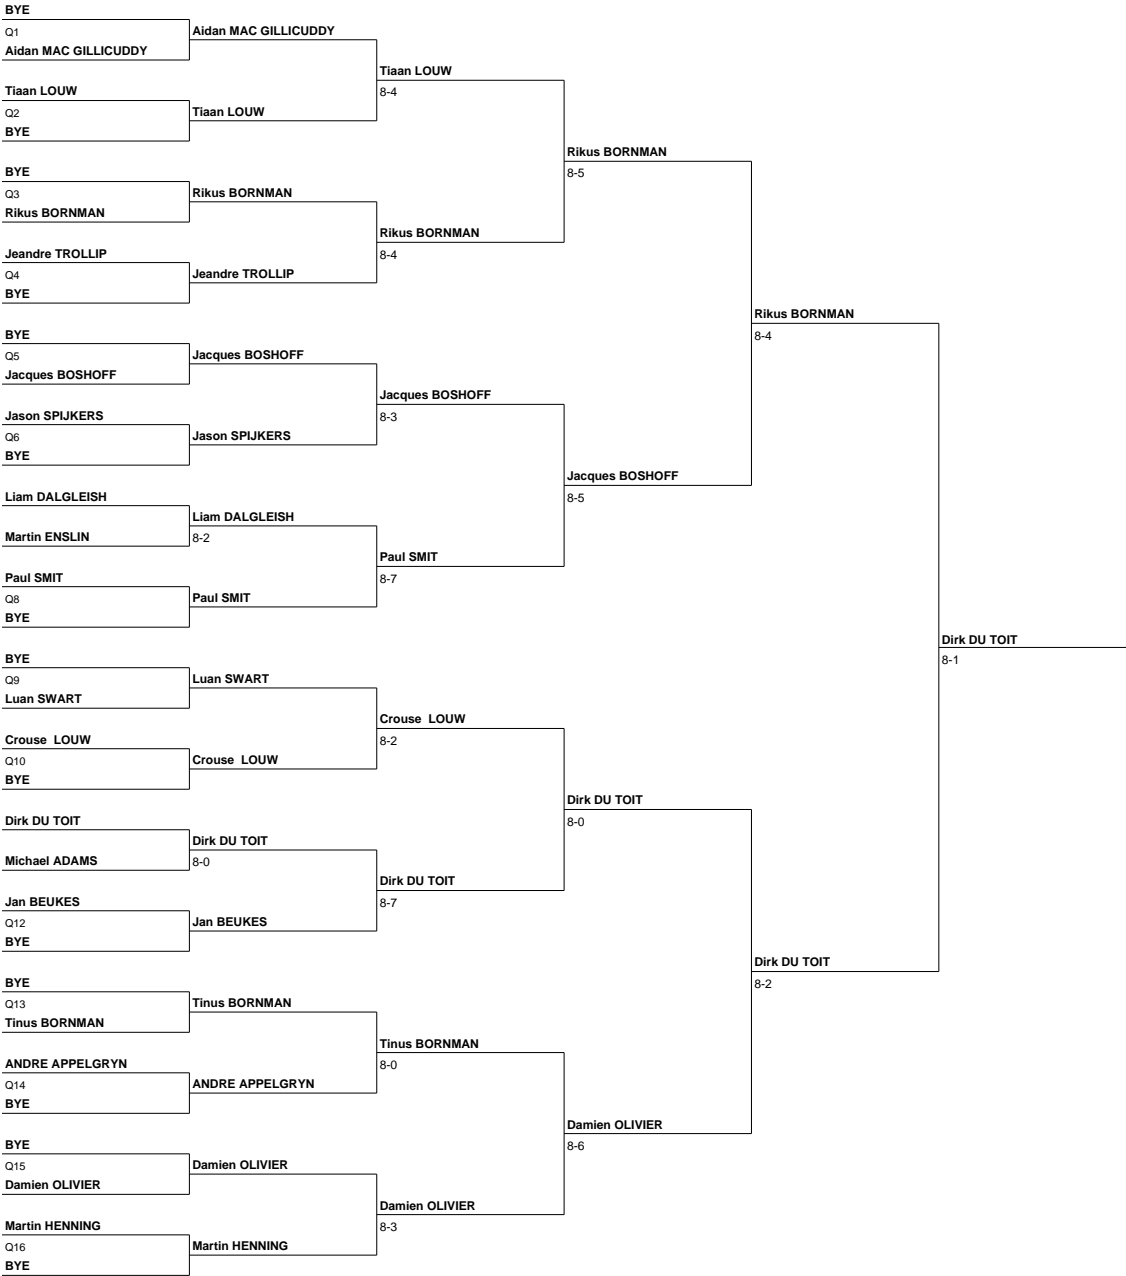 BYE
Q1
Aidan MAC GILLICUDDY
Tiaan LOUW
Q2
BYE
BYE
Q3
Rikus BORNMAN
Jeandre TROLLIP
Q4
BYE
BYE
Q5
Jacques BOSHOFF
Jason SPIJKERS
Q6
BYE
Liam DALGLEISH
Martin ENSLIN
Paul SMIT
Q8
BYE
BYE
Q9
Luan SWART
Crouse  LOUW
Q10
BYE
Dirk DU TOIT
Michael ADAMS
Jan BEUKES
Q12
BYE
BYE
Q13
Tinus BORNMAN
ANDRE APPELGRYN
Q14
BYE
BYE
Q15
Damien OLIVIER
Martin HENNING
Q16
BYE
Aidan MAC GILLICUDDY
Tiaan LOUW
Rikus BORNMAN
Jeandre TROLLIP
Jacques BOSHOFF
Jason SPIJKERS
Liam DALGLEISH
8-2
Paul SMIT
Luan SWART
Crouse  LOUW
Dirk DU TOIT
8-0
Jan BEUKES
Tinus BORNMAN
ANDRE APPELGRYN
Damien OLIVIER
Martin HENNING
Tiaan LOUW
8-4
Rikus BORNMAN
8-4
Jacques BOSHOFF
8-3
Paul SMIT
8-7
Crouse  LOUW
8-2
Dirk DU TOIT
8-7
Tinus BORNMAN
8-0
Damien OLIVIER
8-3
Rikus BORNMAN
8-5
Jacques BOSHOFF
8-5
Dirk DU TOIT
8-0
Damien OLIVIER
8-6
Rikus BORNMAN
8-4
Dirk DU TOIT
8-2
Dirk DU TOIT
8-1